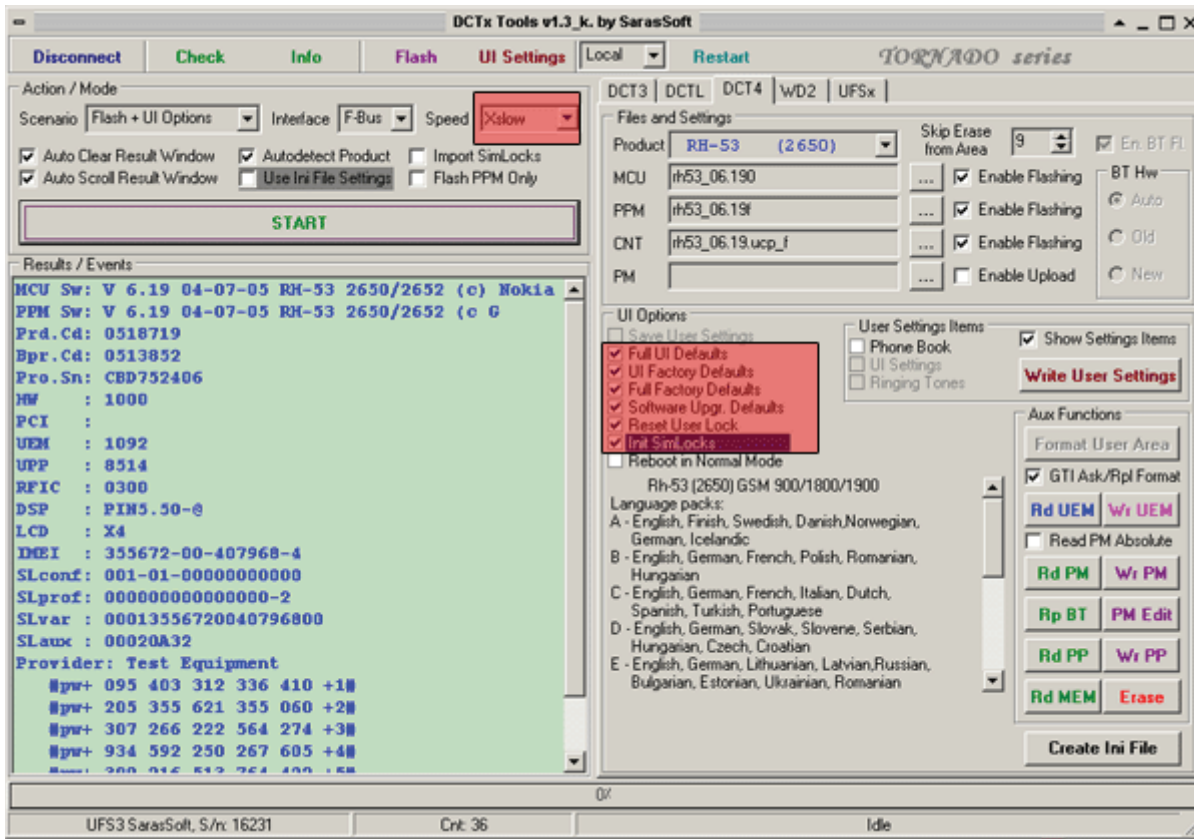 DCTx Tools v1.3_k. by SarasSoft
Disconnect Check Info Flash UI Settings Local Restart TORNADO series
Action / Mode
Scenario Flash + UI Options Interface F-Bus Speed Xslow
Auto Clear Result Window Autodetect Product Import SimLocks
Auto Scroll Result Window Use Ini File Settings Flash PPM Only
START
Results / Events
MCU Sw: V 6.19 04-07-05 RH-53 2650/2652 (c) Nokia
PPM Sw: V 6.19 04-07-05 RH-53 2650/2652 (c G
Prd.Cd: 0518719
Bpr.Cd: 0513852
Pro.Sn: CBD752406
HW : 1000
PCI :
UEM : 1092
UPP : 8514
RFIC : 0300
DSP : PIN5.50-@
LCD : X4
IMEI : 355672-00-407968-4
SLconf: 001-01-00000000000
SLprof: 000000000000000-2
SLvar : 00013556720040796800
SLaux : 00020A32
Provider: Test Equipment
#pw+ 095 403 312 336 410 +1#
#pw+ 205 355 621 355 060 +2#
#pw+ 307 266 222 564 274 +3#
#pw+ 934 592 250 267 605 +4#
DCT3 DCTL DCT4 WD2 UFSx
Files and Settings
Product RH-53 (2650) Skip Erase from Area 9 En. BT Fl.
MCU rh53_06.190 ... Enable Flashing
PPM rh53_06.19f ... Enable Flashing
CNT rh53_06.19.ucp_f ... Enable Flashing
PM ... Enable Upload
BT Hw
Auto
Old
New
UI Options
Save User Settings
Full UI Defaults
UI Factory Defaults
Full Factory Defaults
Software Upgr. Defaults
Reset User Lock
Init SimLocks
Reboot in Normal Mode
User Settings Items
Phone Book
UI Settings
Ringing Tones
Show Settings Items
Write User Settings
Rh-53 (2650) GSM 900/1800/1900
Language packs:
A - English, Finish, Swedish, Danish,Norwegian,
German, Icelandic
B - English, German, French, Polish, Romanian,
Hungarian
C - English, German, French, Italian, Dutch,
Spanish, Turkish, Portuguese
D - English, German, Slovak, Slovene, Serbian,
Hungarian, Czech, Croatian
E - English, German, Lithuanian, Latvian,Russian,
Bulgarian, Estonian, Ukrainian, Romanian
Aux Functions
Format User Area
GTI Ask/Rpl Format
Rd UEM Wr UEM
Read PM Absolute
Rd PM Wr PM
Rp BT PM Edit
Rd PP Wr PP
Rd MEM Erase
Create Ini File
0%
UFS3 SarasSoft, S/n: 16231 Cnt: 36 Idle